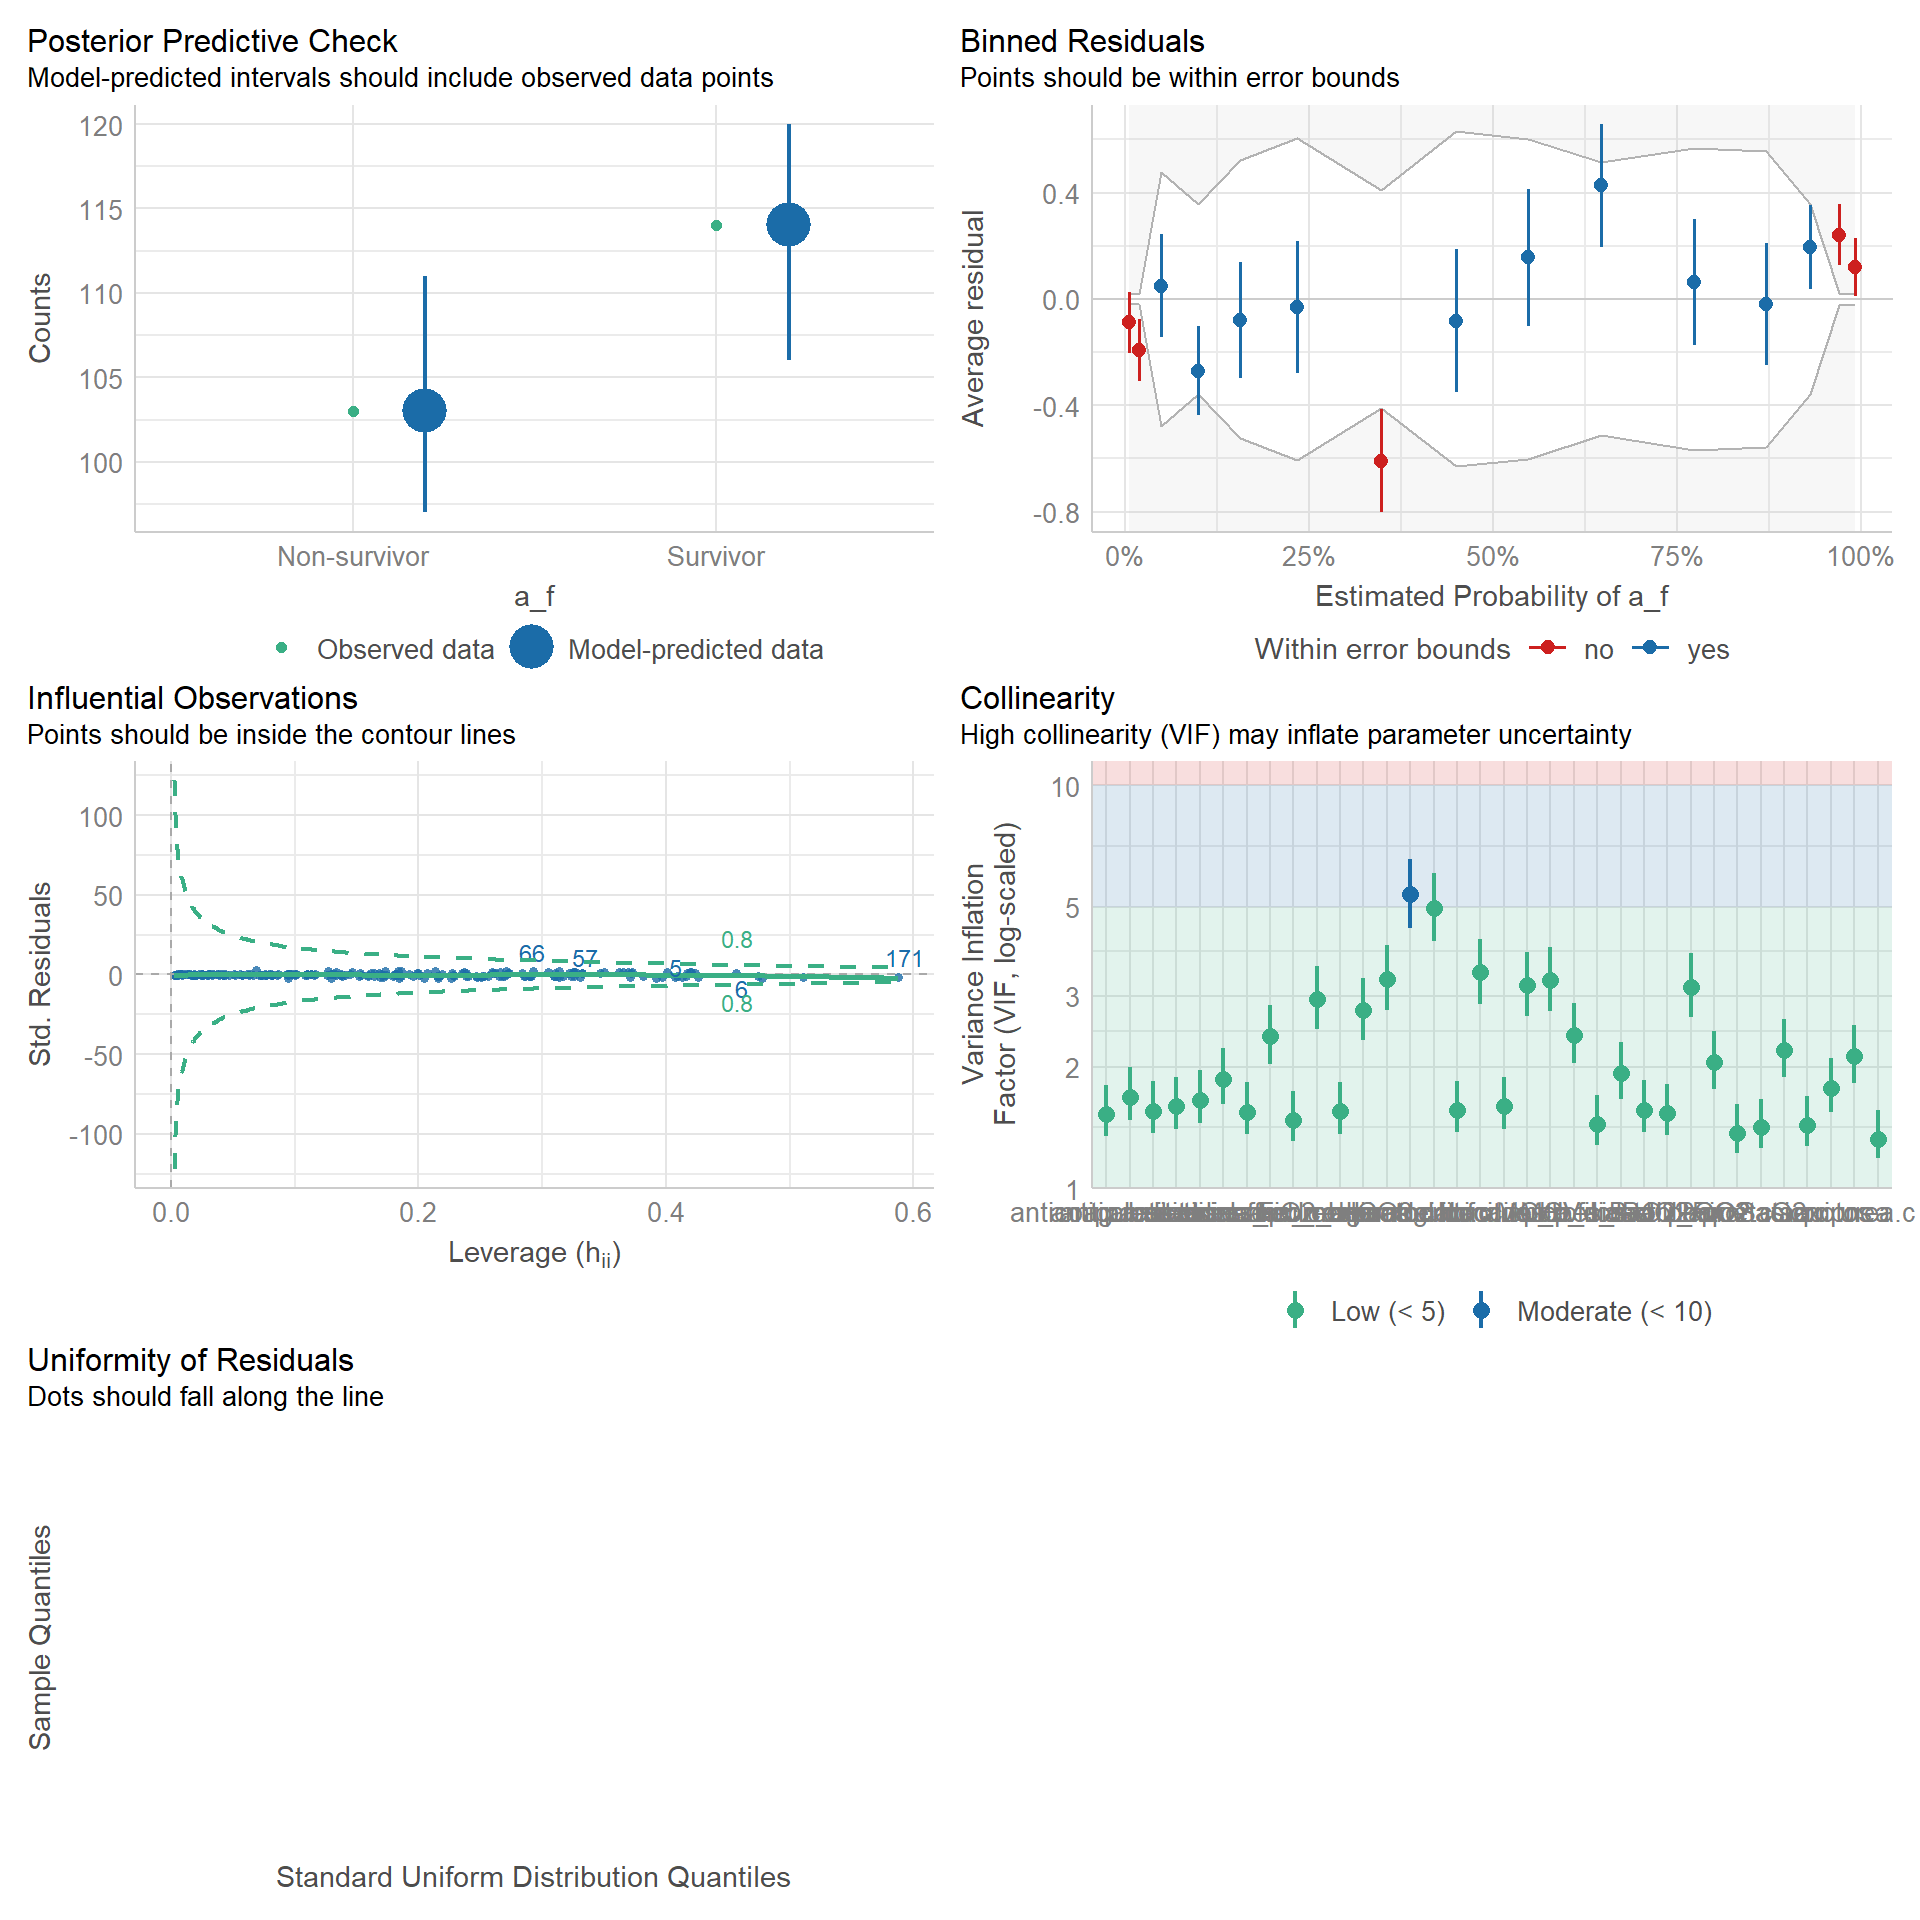 Posterior Predictive Check
Model-predicted intervals should include observed data points
120
115
110
105
100
Counts
Non-survivor
Survivor
a_f
Observed data
Model-predicted data
Binned Residuals
Points should be within error bounds
0.4
0.0
-0.4
-0.8
Average residual
0%
25%
50%
75%
100%
Estimated Probability of a_f
Within error bounds
no
yes
Influential Observations
Points should be inside the contour lines
100
50
0
-50
-100
Std. Residuals
66
57
5
6
171
0.8
0.8
0.0
0.2
0.4
0.6
Leverage (hii)
Collinearity
High collinearity (VIF) may inflate parameter uncertainty
10
5
3
2
1
Variance Inflation
Factor (VIF, log-scaled)
Low (< 5)
Moderate (< 10)
Uniformity of Residuals
Dots should fall along the line
Sample Quantiles
Standard Uniform Distribution Quantiles